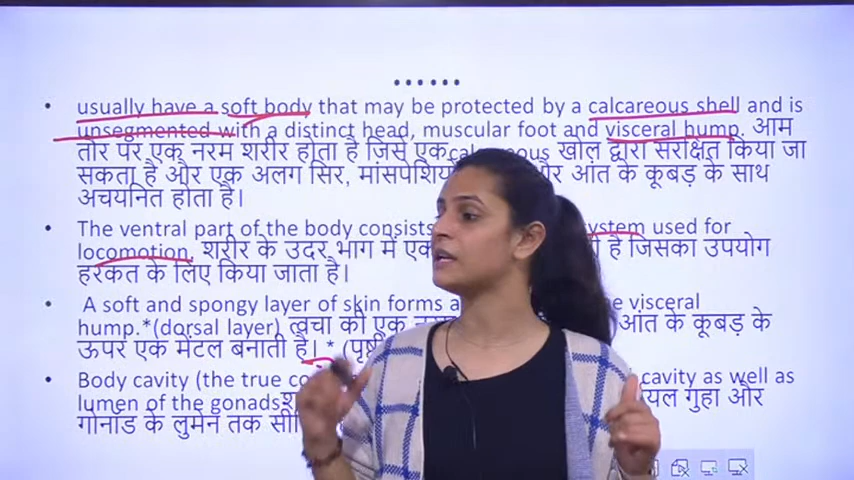 ......
• usually have a soft body that may be protected by a calcareous shell and is
unsegmented with a distinct head, muscular foot and visceral hump. आम
तौर पर एक नरम शरीर होता है जिसे एक calcareous खोल द्वारा संरक्षित किया जा
सकता है और एक अलग सिर, मांसपेशियों और आंत के कूबड़ के साथ
अचयनित होता है।
• The ventral part of the body consists system used for
locomotion. शरीर के उदर भाग में एक है जिसका उपयोग
हरकत के लिए किया जाता है।
• A soft and spongy layer of skin forms a visceral
hump.*(dorsal layer) त्वचा की एक आंत के कूबड़ के
ऊपर एक मेंटल बनाती है। *
• Body cavity (the true cavity as well as
lumen of the gonads गुहा और
गोनाड के लुमेन तक